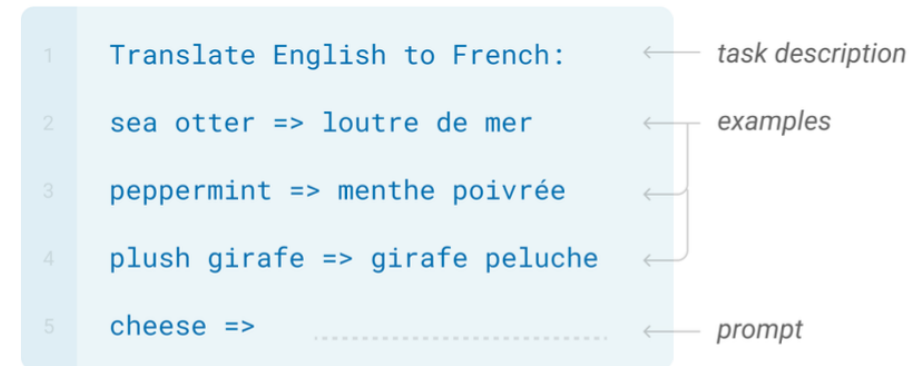 1 Translate English to French: task description
2 sea otter => loutre de mer examples
3 peppermint => menthe poivrée
4 plush girafe => girafe peluche
5 cheese => prompt